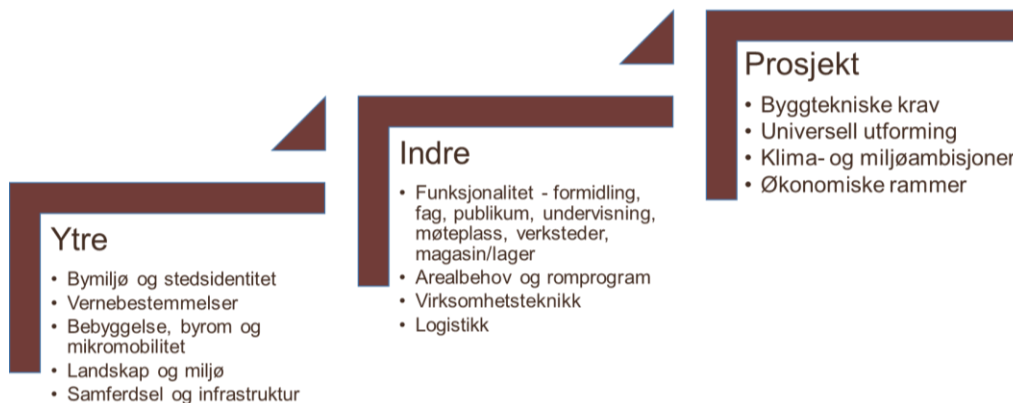 Ytre
• Bymiljø og stedsidentitet
• Vernebestemmelser
• Bebyggelse, byrom og
mikromobilitet
• Landskap og miljø
• Samferdsel og infrastruktur
Indre
• Funksjonalitet - formidling,
fag, publikum, undervisning,
møteplass, verksteder,
magasin/lager
• Arealbehov og romprogram
• Virksomhetsteknikk
• Logistikk
Prosjekt
• Byggtekniske krav
• Universell utforming
• Klima- og miljøambisjoner
• Økonomiske rammer